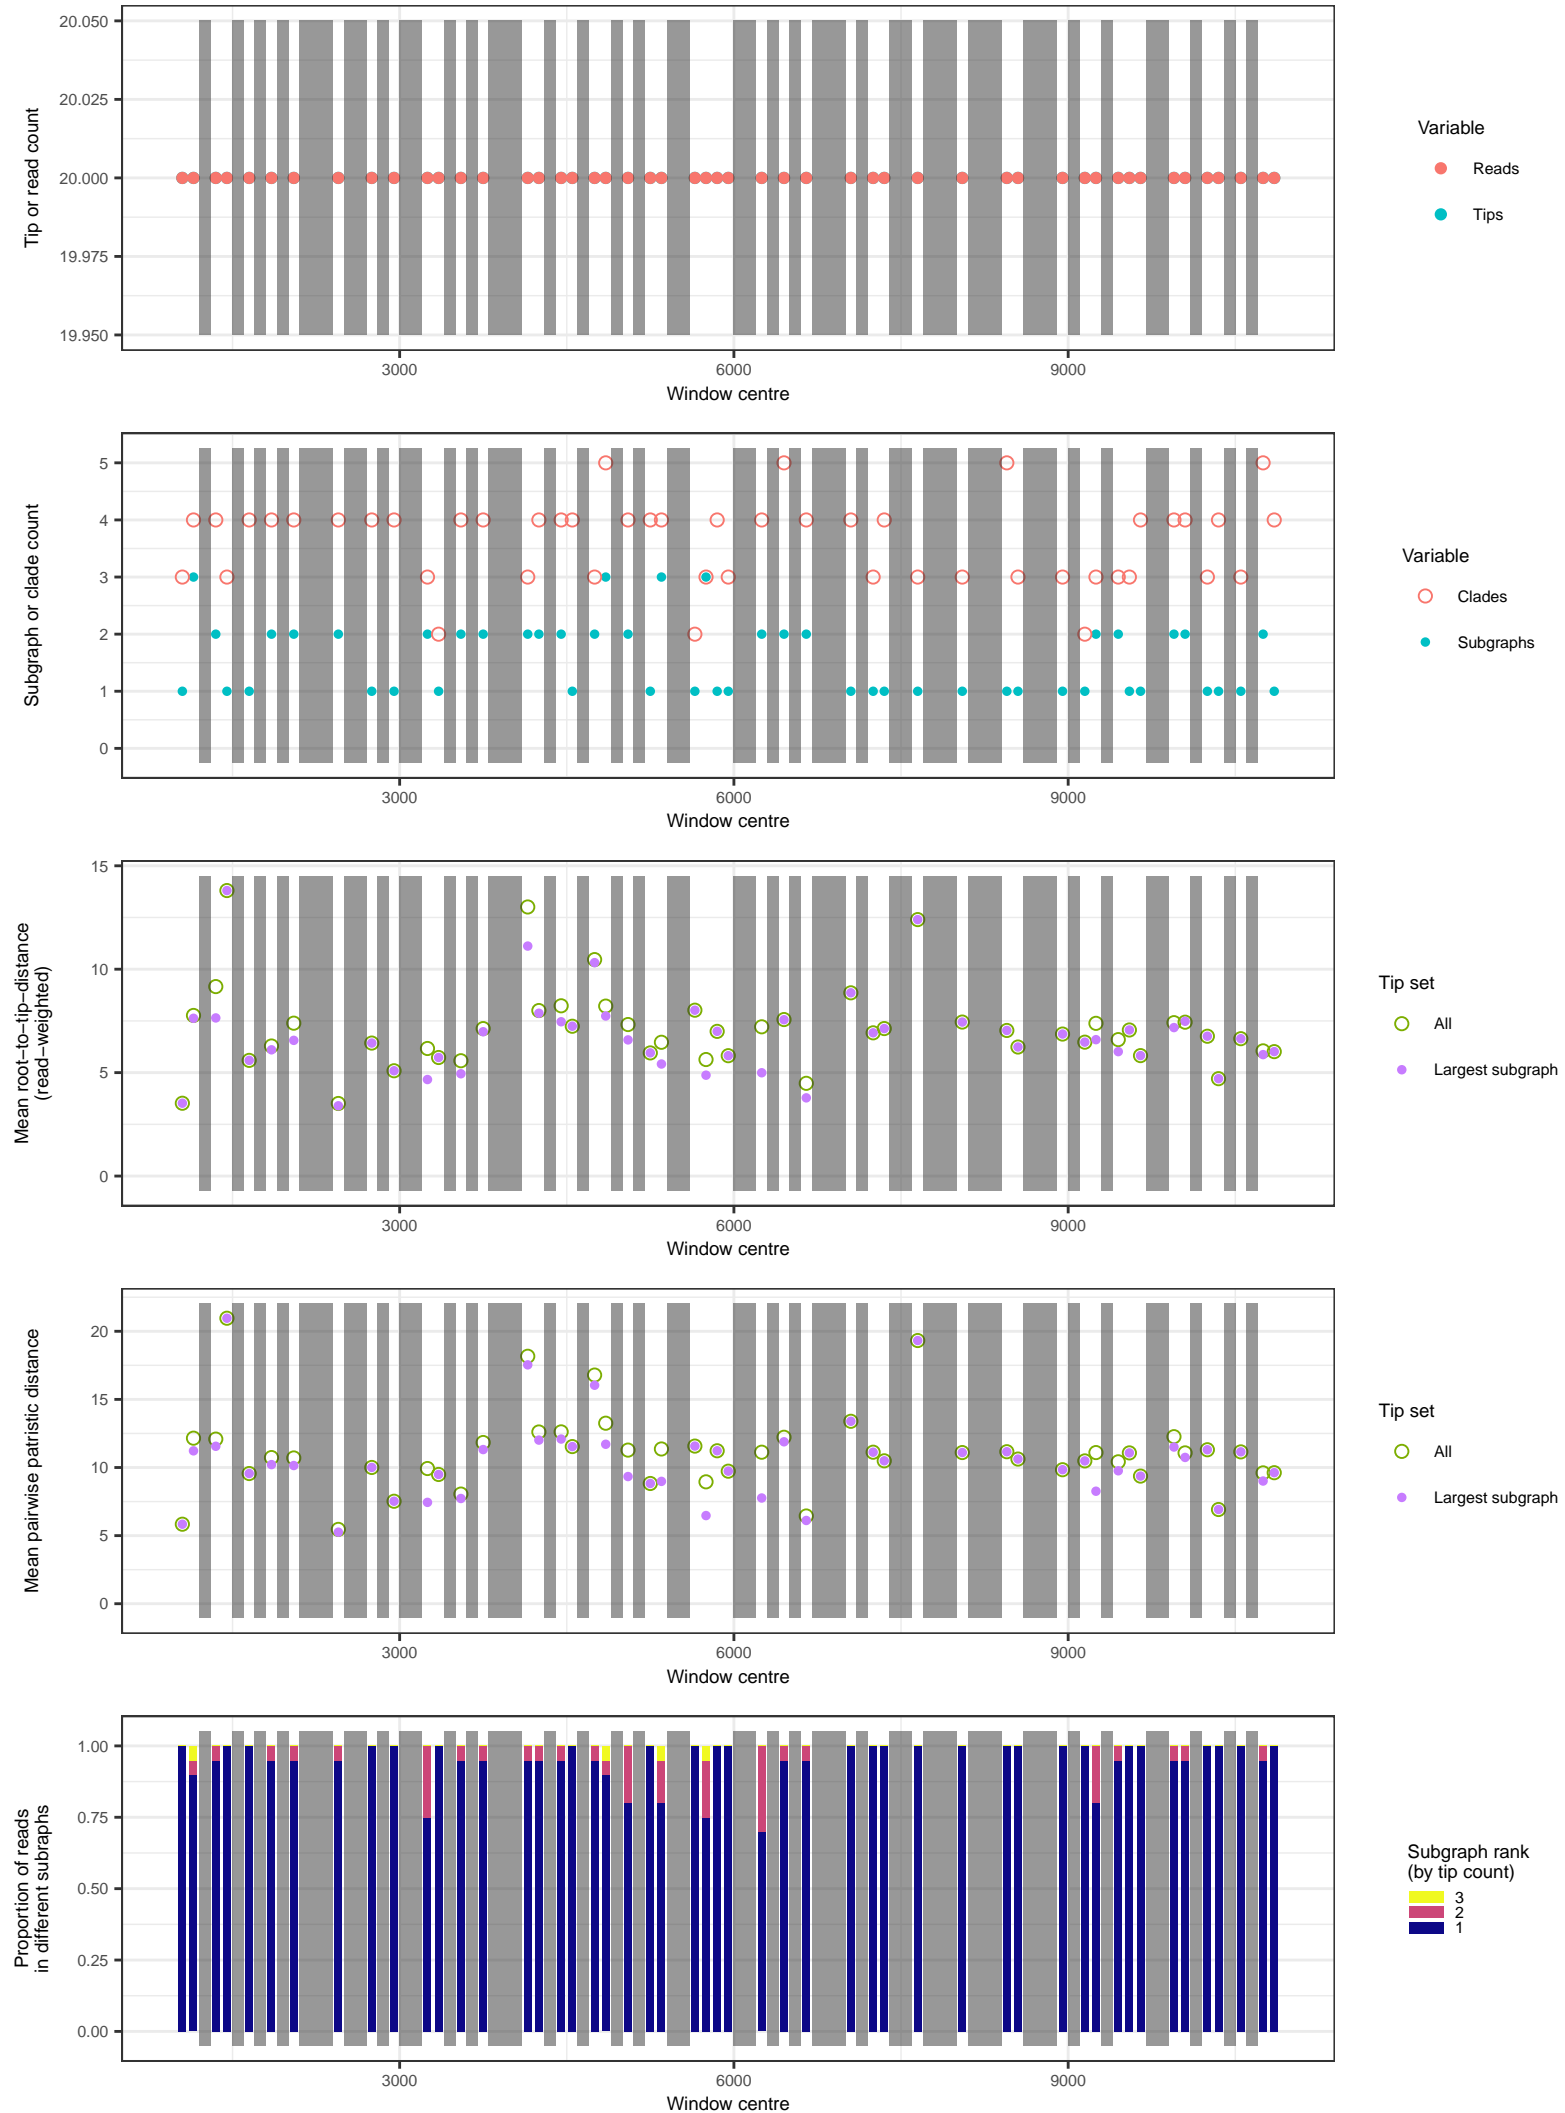 20.050
20.025
20.000
19.975
19.950
Tip or read count
3000
6000
9000
Window centre
Variable
Reads
Tips
5
4
3
2
1
0
Subgraph or clade count
3000
6000
9000
Window centre
Variable
Clades
Subgraphs
15
10
5
0
Mean root−to−tip−distance
(read−weighted)
3000
6000
9000
Window centre
Tip set
All
Largest subgraph
20
15
10
5
0
Mean pairwise patristic distance
3000
6000
9000
Window centre
Tip set
All
Largest subgraph
1.00
0.75
0.50
0.25
0.00
Proportion of reads
in different subraphs
3000
6000
9000
Window centre
Subgraph rank
(by tip count)
3
2
1